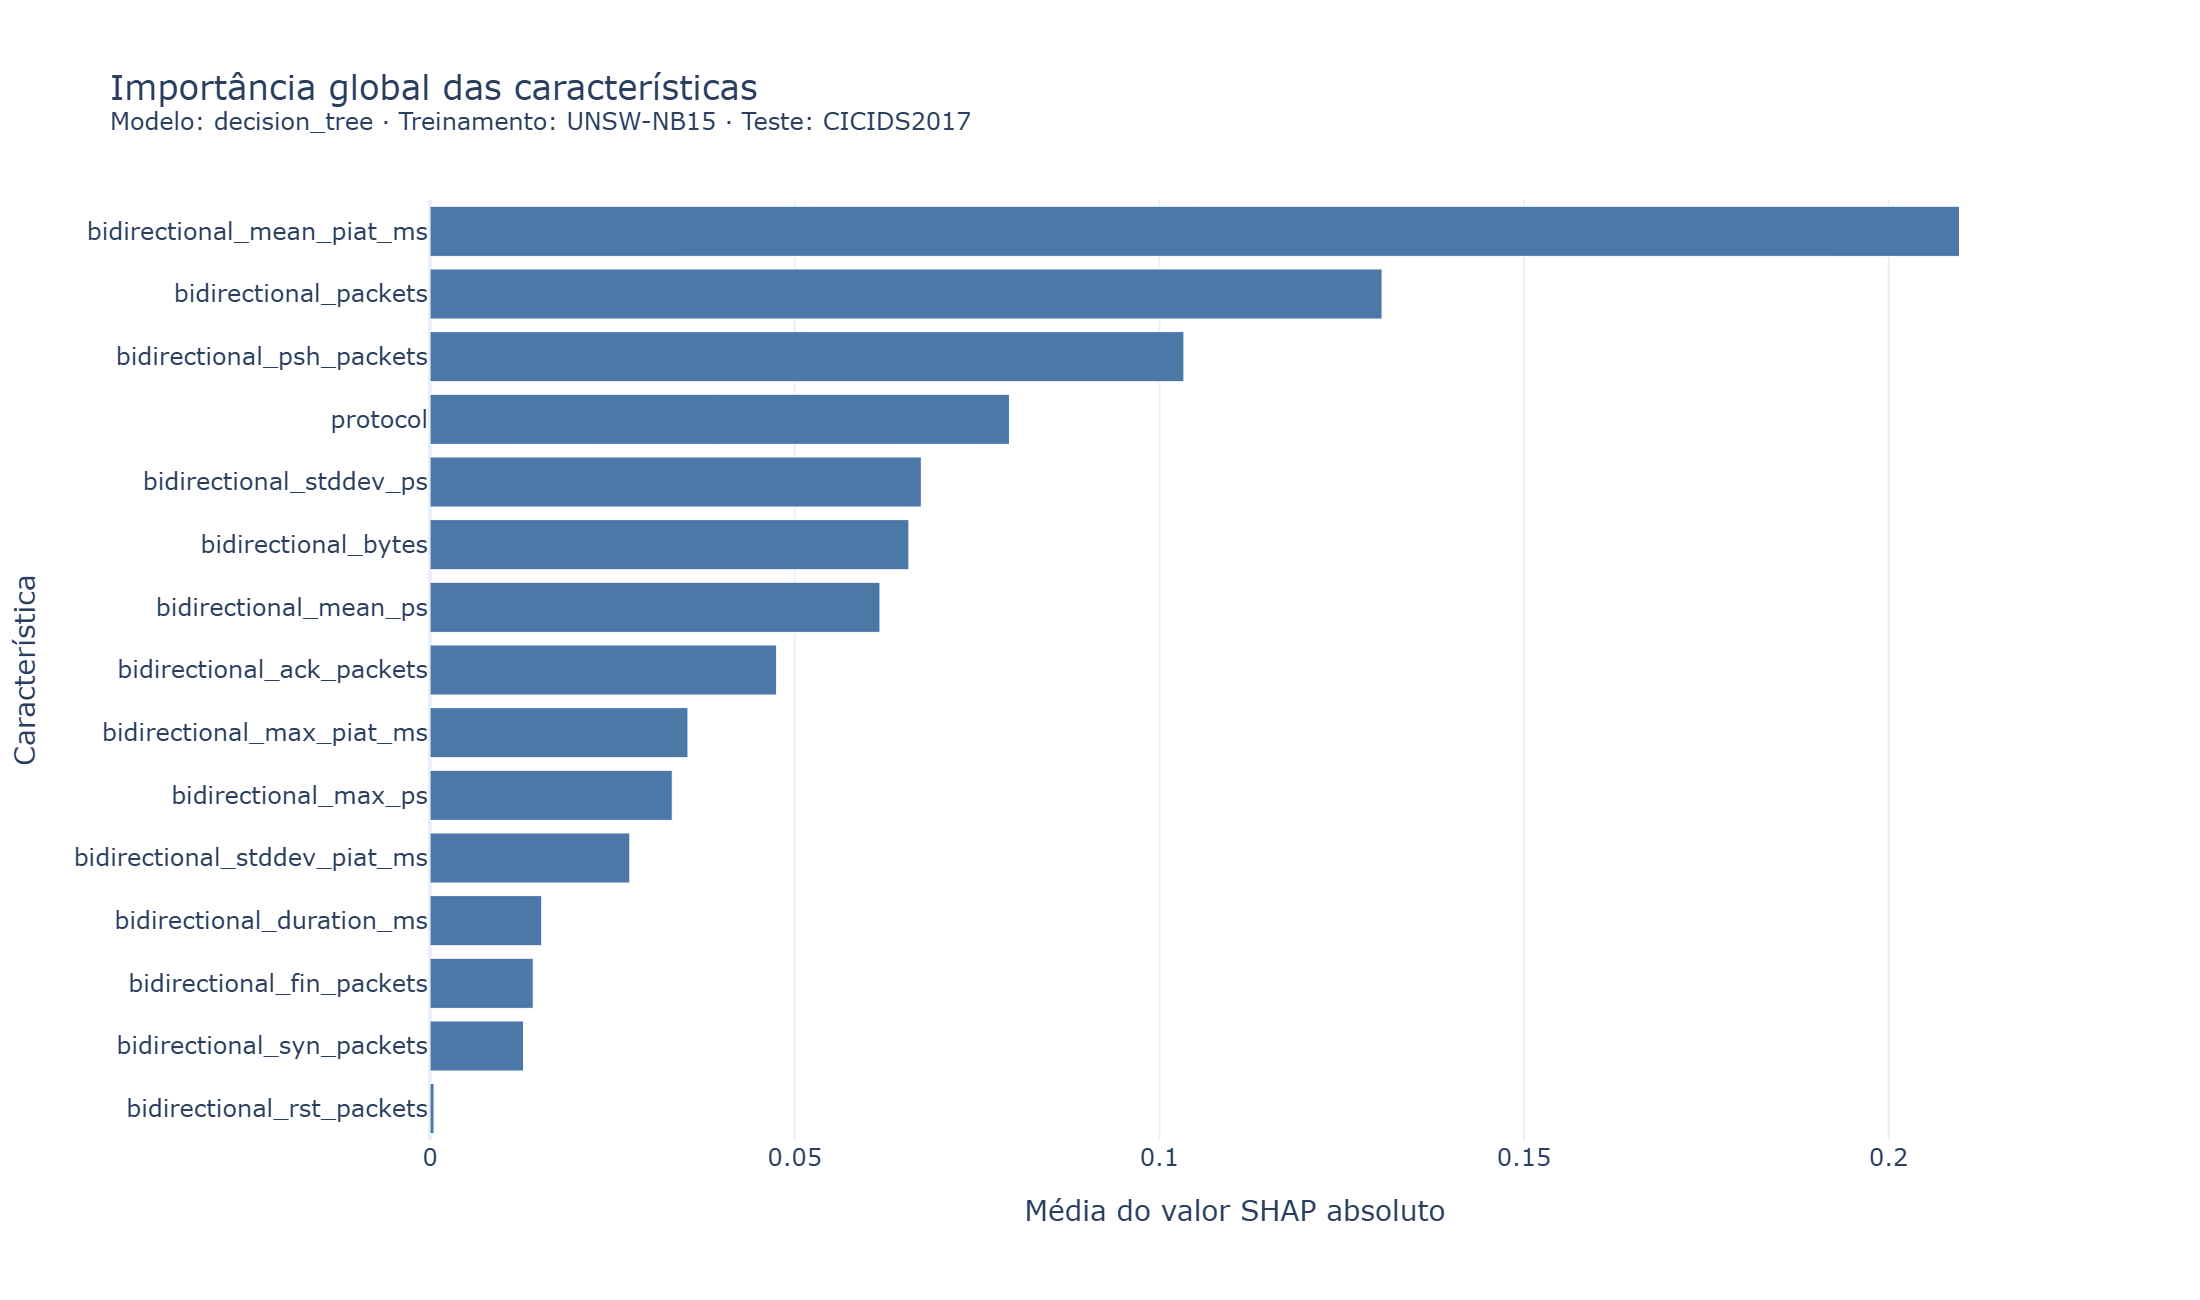 Importância global das características
Modelo: decision_tree · Treinamento: UNSW-NB15 · Teste: CICIDS2017
Característica
bidirectional_mean_piat_ms
bidirectional_packets
bidirectional_psh_packets
protocol
bidirectional_stddev_ps
bidirectional_bytes
bidirectional_mean_ps
bidirectional_ack_packets
bidirectional_max_piat_ms
bidirectional_max_ps
bidirectional_stddev_piat_ms
bidirectional_duration_ms
bidirectional_fin_packets
bidirectional_syn_packets
bidirectional_rst_packets
0 0.05 0.1 0.15 0.2
Média do valor SHAP absoluto